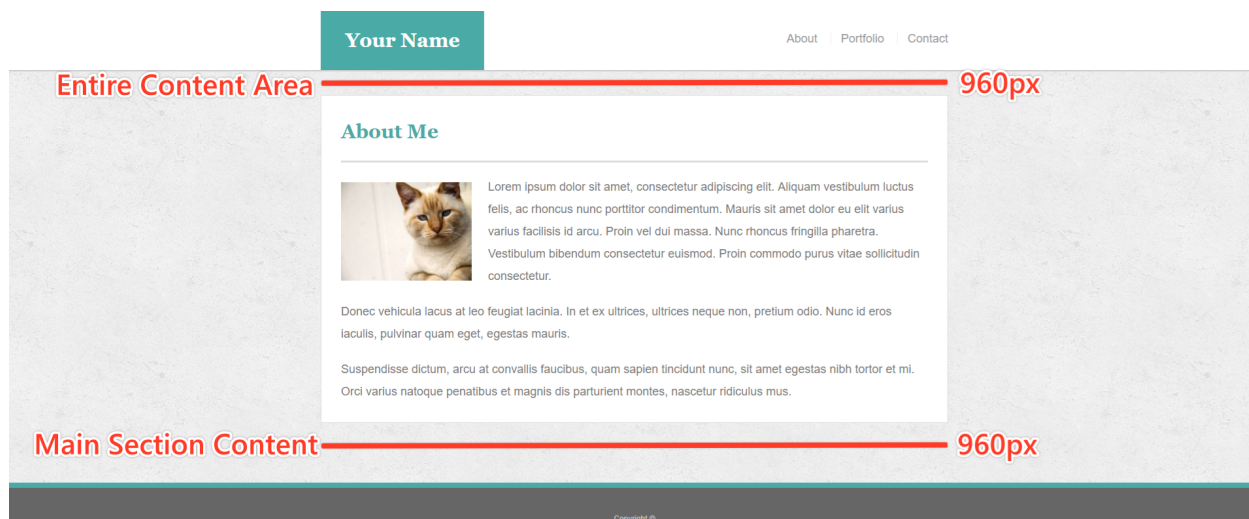 Your Name
About
Portfolio
Contact
Entire Content Area
960px
About Me
Lorem ipsum dolor sit amet, consectetur adipiscing elit. Aliquam vestibulum luctus
felis, ac rhoncus nunc porttitor condimentum. Mauris sit amet dolor eu elit varius
varius facilisis id arcu. Proin vel dui massa. Nunc rhoncus fringilla pharetra.
Vestibulum bibendum consectetur euismod. Proin commodo purus vitae sollicitudin
consectetur.
Donec vehicula lacus at leo feugiat lacinia. In et ex ultrices, ultrices neque non, pretium odio. Nunc id eros
iaculis, pulvinar quam eget, egestas mauris.
Suspendisse dictum, arcu at convallis faucibus, quam sapien tincidunt nunc, sit amet egestas nibh tortor et mi.
Orci varius natoque penatibus et magnis dis parturient montes, nascetur ridiculus mus.
Main Section Content
960px
Copyright ©